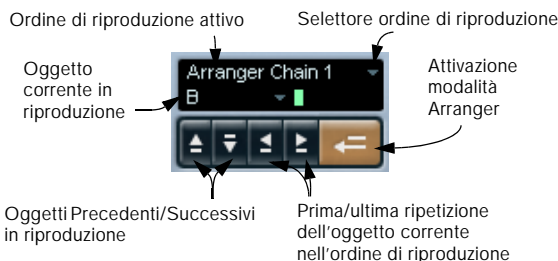 Ordine di riproduzione attivo
Selettore ordine di riproduzione
Oggetto
corrente in
riproduzione
Arranger Chain 1
B
Attivazione
modalità
Arranger
Oggetti Precedenti/Successivi
in riproduzione
Prima/ultima ripetizione
dell'oggetto corrente
nell'ordine di riproduzione